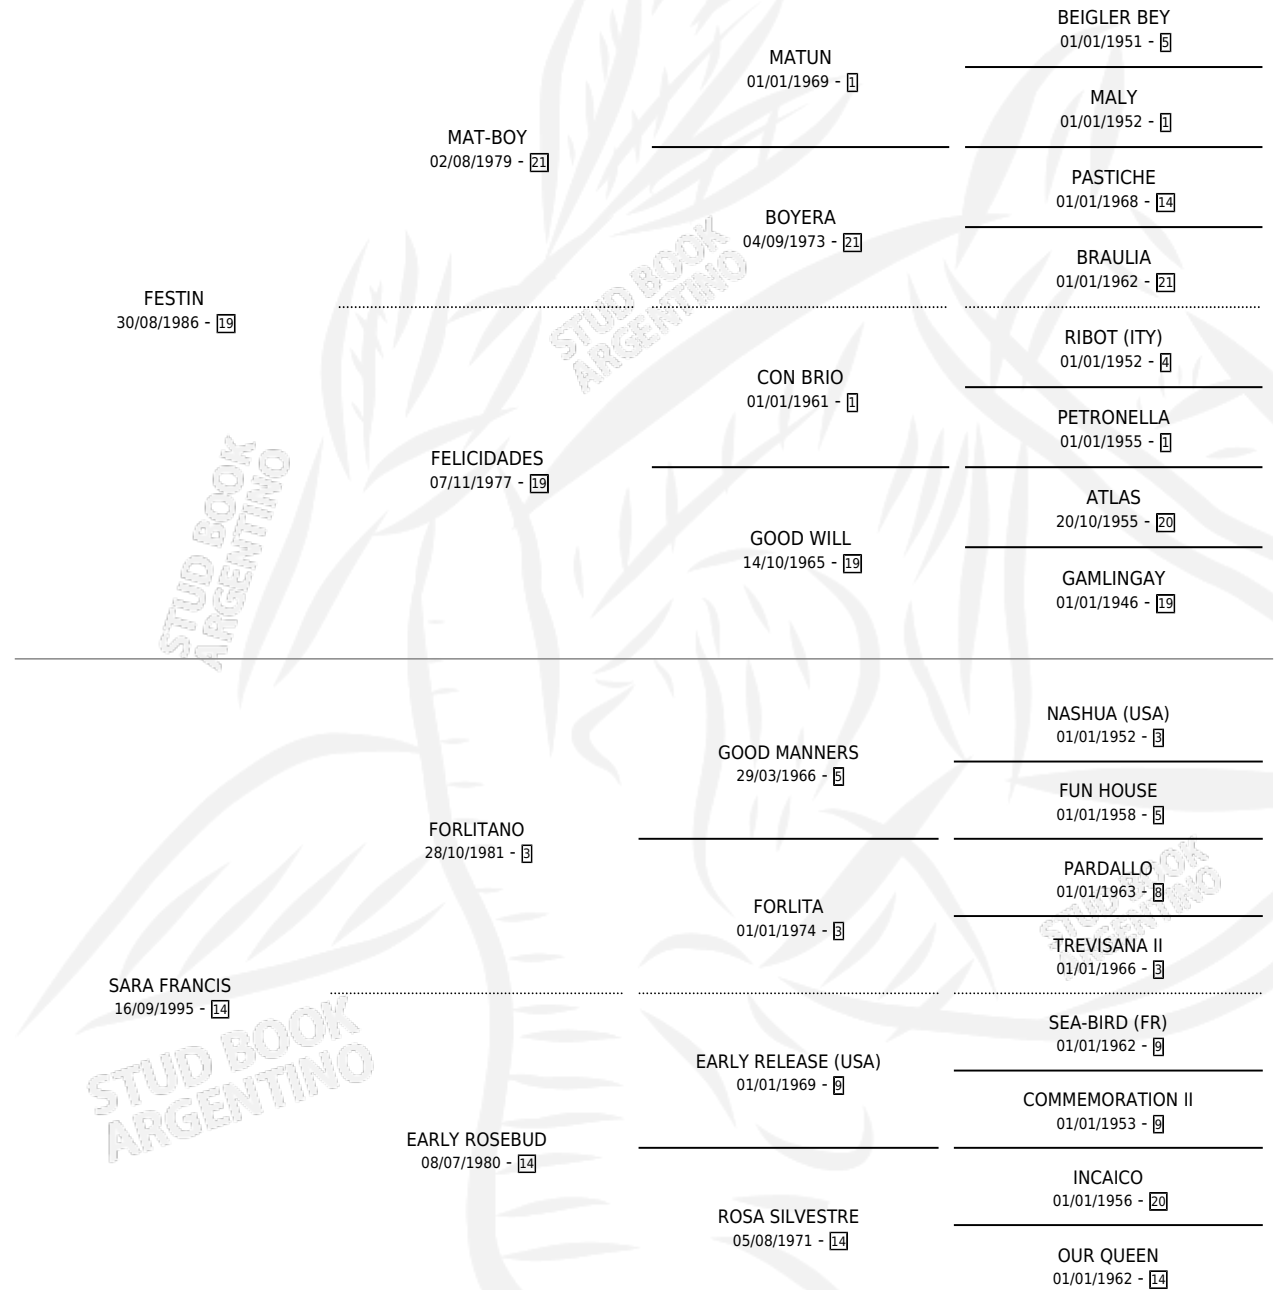 BEIGLER BEY
01/01/1951 - 5
MATUN
01/01/1969 - 1
MALY
01/01/1952 - 1
MAT-BOY
02/08/1979 - 21
PASTICHE
01/01/1968 - 14
BOYERA
04/09/1973 - 21
BRAULIA
01/01/1962 - 21
FESTIN
30/08/1986 - 19
RIBOT (ITY)
01/01/1952 - 4
CON BRIO
01/01/1961 - 1
PETRONELLA
01/01/1955 - 1
FELICIDADES
07/11/1977 - 19
ATLAS
20/10/1955 - 20
GOOD WILL
14/10/1965 - 19
GAMLINGAY
01/01/1946 - 19
STUD BOOK
ARGENTINO
STUD BOOK
ARGENTINO
NASHUA (USA)
01/01/1952 - 3
GOOD MANNERS
29/03/1966 - 5
FUN HOUSE
01/01/1958 - 5
FORLITANO
28/10/1981 - 3
PARDALLO
01/01/1963 - 8
FORLITA
01/01/1974 - 3
TREVISANA II
01/01/1966 - 3
SARA FRANCIS
16/09/1995 - 14
SEA-BIRD (FR)
01/01/1962 - 9
EARLY RELEASE (USA)
01/01/1969 - 9
COMMEMORATION II
01/01/1953 - 9
EARLY ROSEBUD
08/07/1980 - 14
INCAICO
01/01/1956 - 20
ROSA SILVESTRE
05/08/1971 - 14
OUR QUEEN
01/01/1962 - 14
STUD BOOK
ARGENTINO
STUD BOOK
ARGENTINO